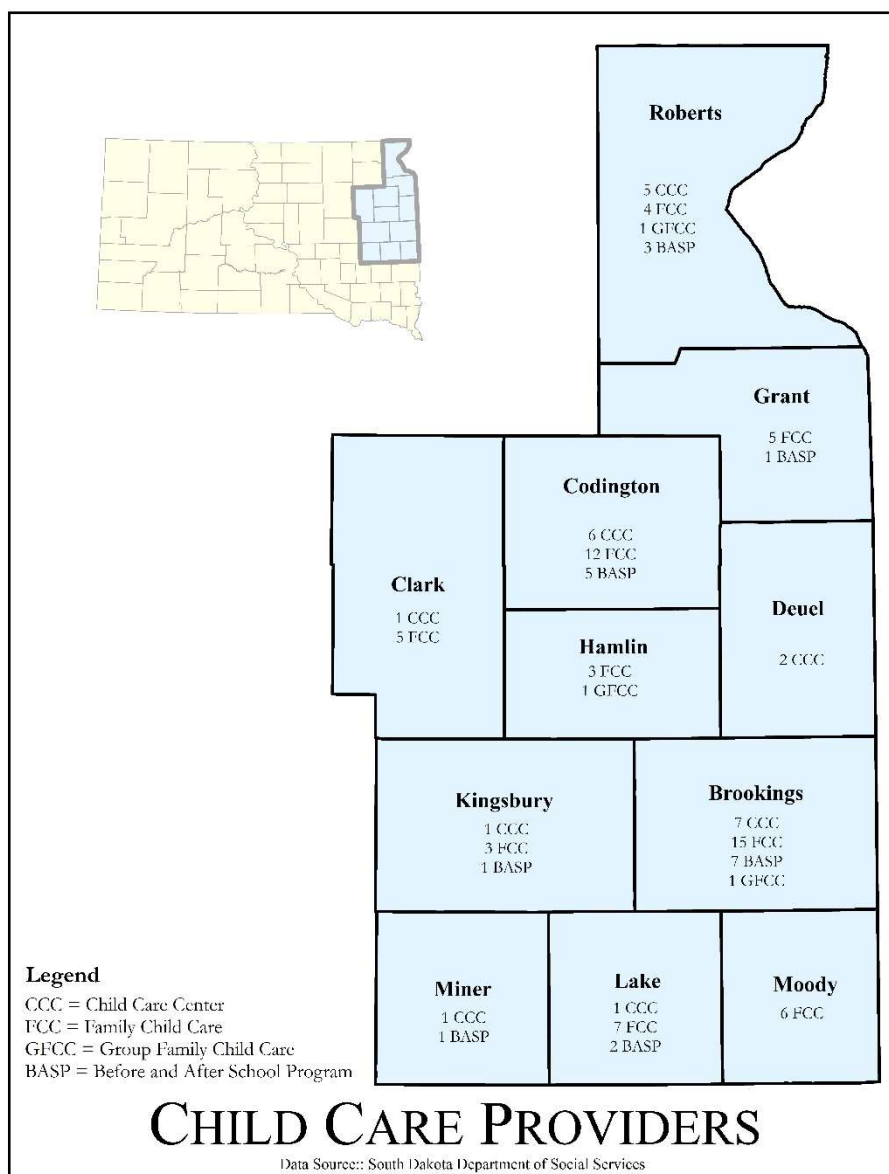 Roberts
5 CCC
4 FCC
1 GFCC
3 BASP
Grant
5 FCC
1 BASP
Codington
6 CCC
12 FCC
5 BASP
Clark
1 CCC
5 FCC
Deuel
2 CCC
Hamlin
3 FCC
1 GFCC
Kingsbury
1 CCC
3 FCC
1 BASP
Brookings
7 CCC
15 FCC
7 BASP
1 GFCC
Miner
1 CCC
1 BASP
Lake
1 CCC
7 FCC
2 BASP
Moody
6 FCC
Legend
CCC = Child Care Center
FCC = Family Child Care
GFCC = Group Family Child Care
BASP = Before and After School Program
CHILD CARE PROVIDERS
Data Source:: South Dakota Department of Social Services